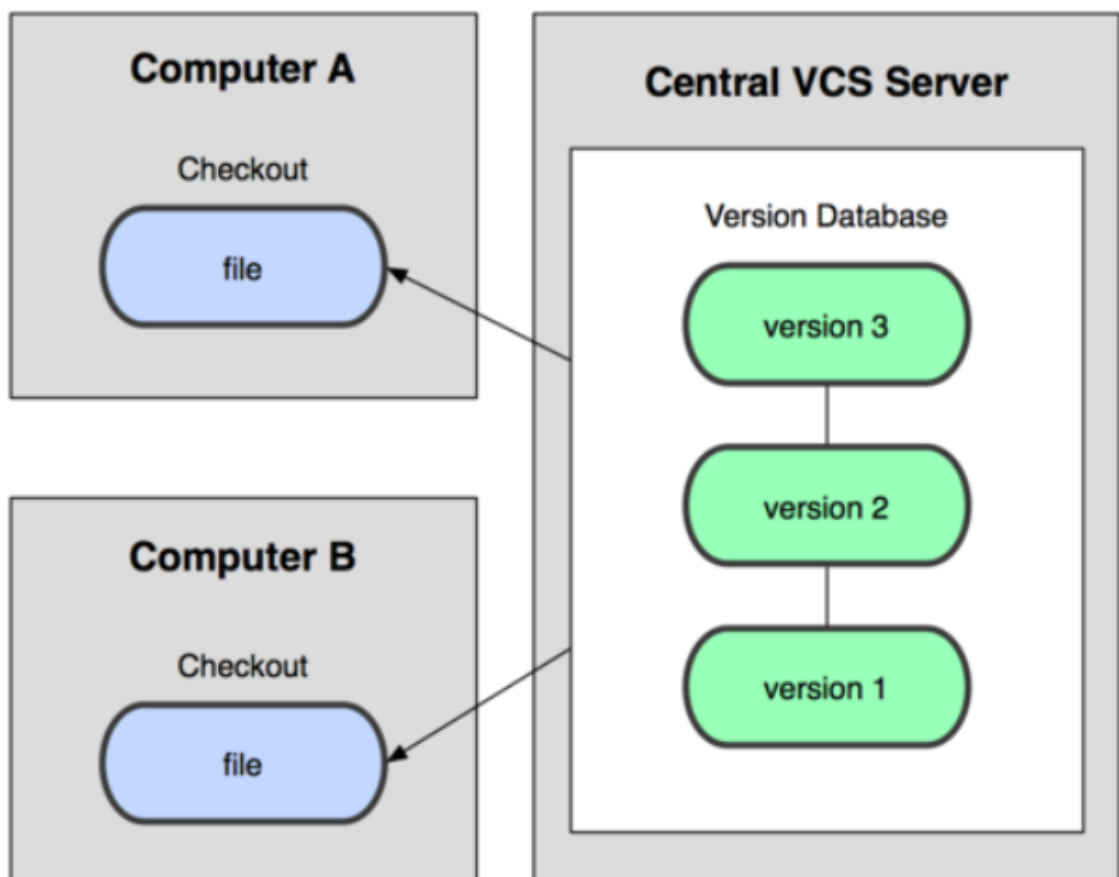 Computer A
Checkout
file
Computer B
Checkout
file
Central VCS Server
Version Database
version 3
version 2
version 1